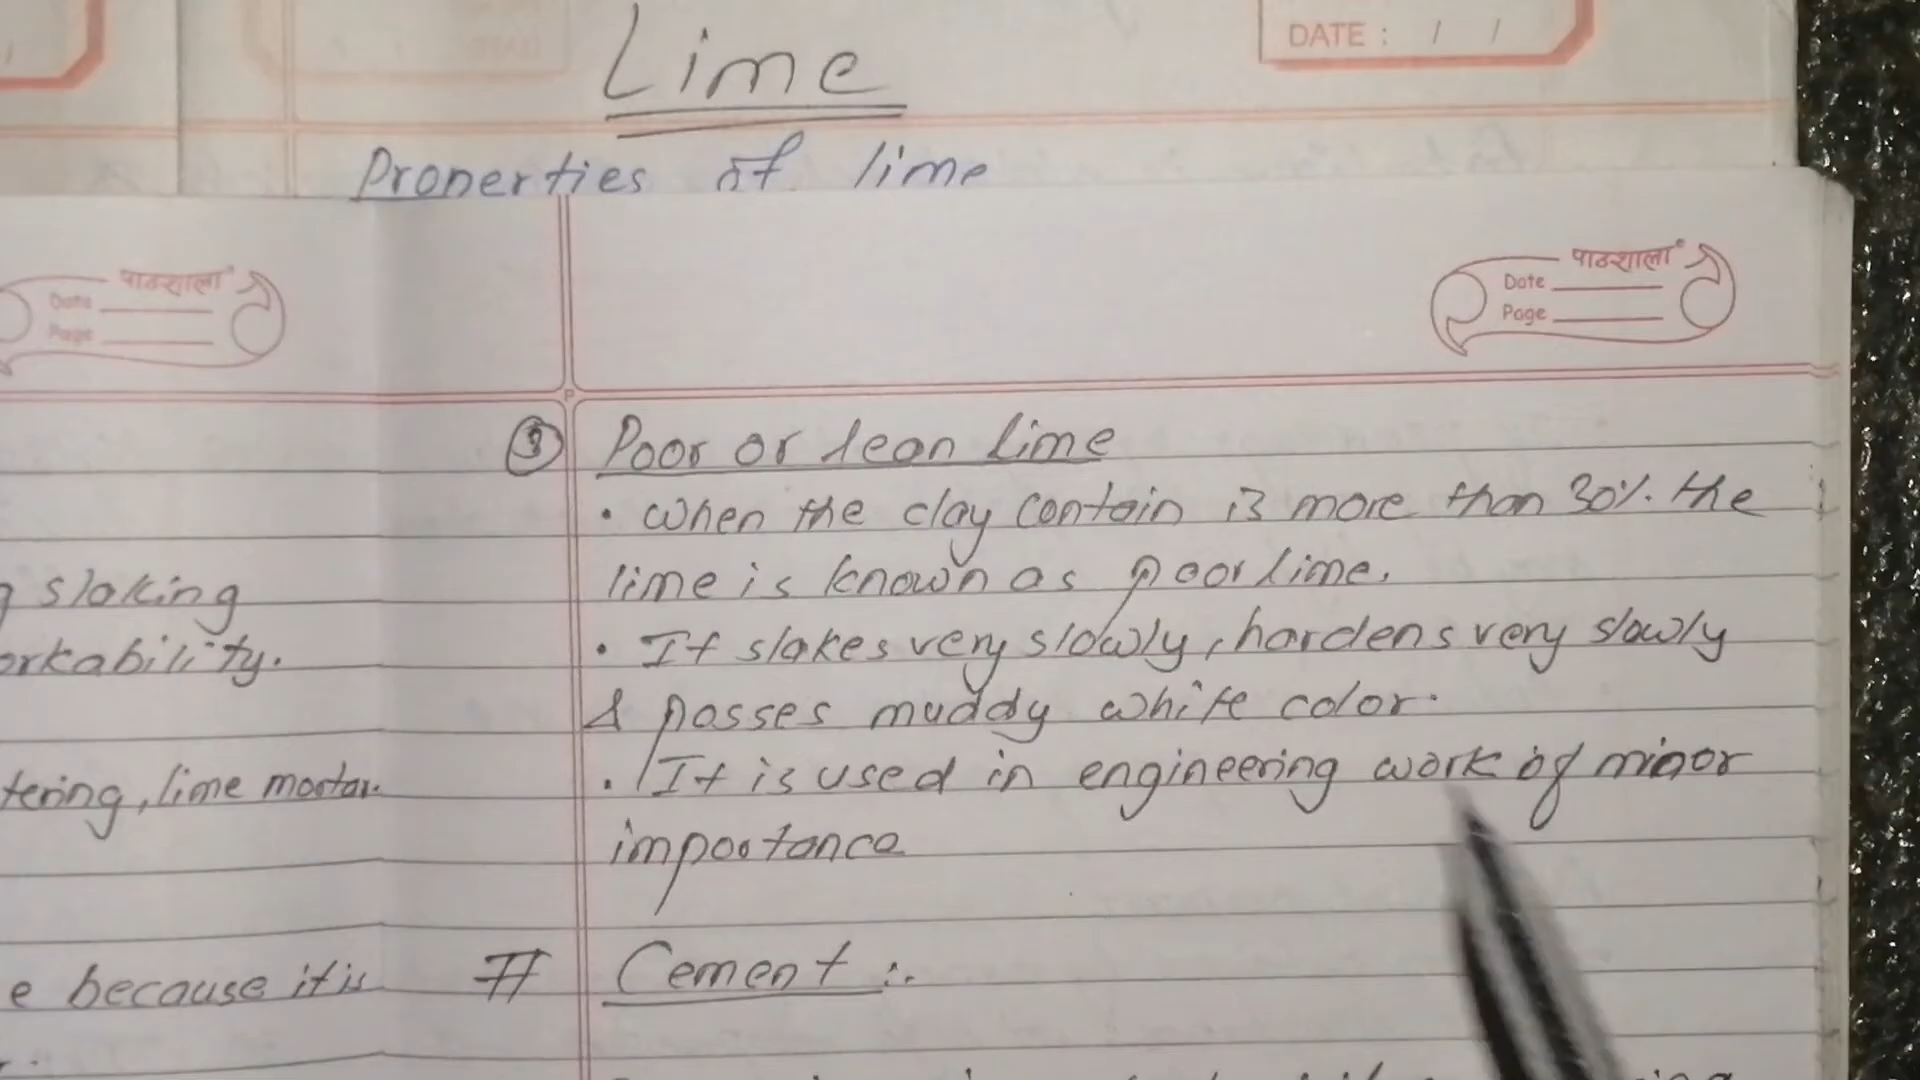 DATE : / /
Lime
Properties of lime
पाठशाला
Date
Page
पाठशाला
Date
Page
slaking
orkability.
tering, lime mortar.
e because it is
③ Poor or lean Lime
• When the clay contain is more than 30%. the
lime is known as poor lime.
• It slakes very slowly, hardens very slowly
& posses muddy white color.
• It is used in engineering work of minor
importance
# Cement :-